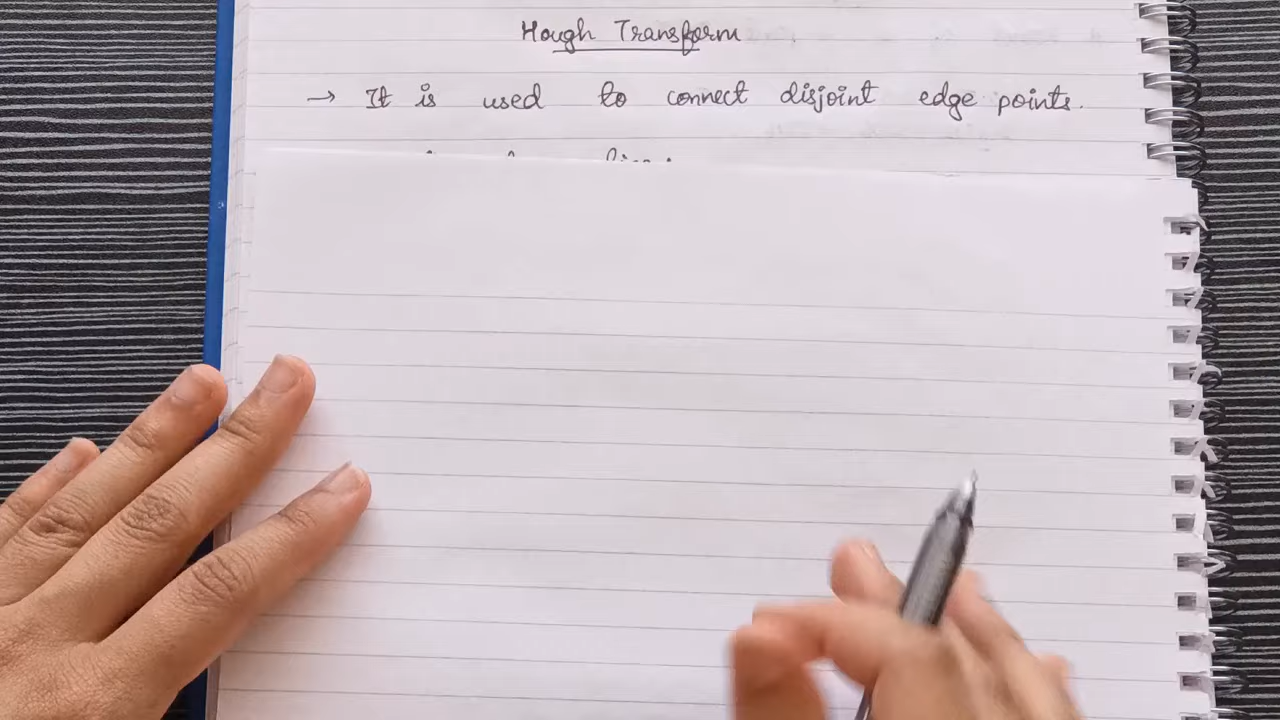 Hough Transform
→ It is used to connect disjoint edge points.